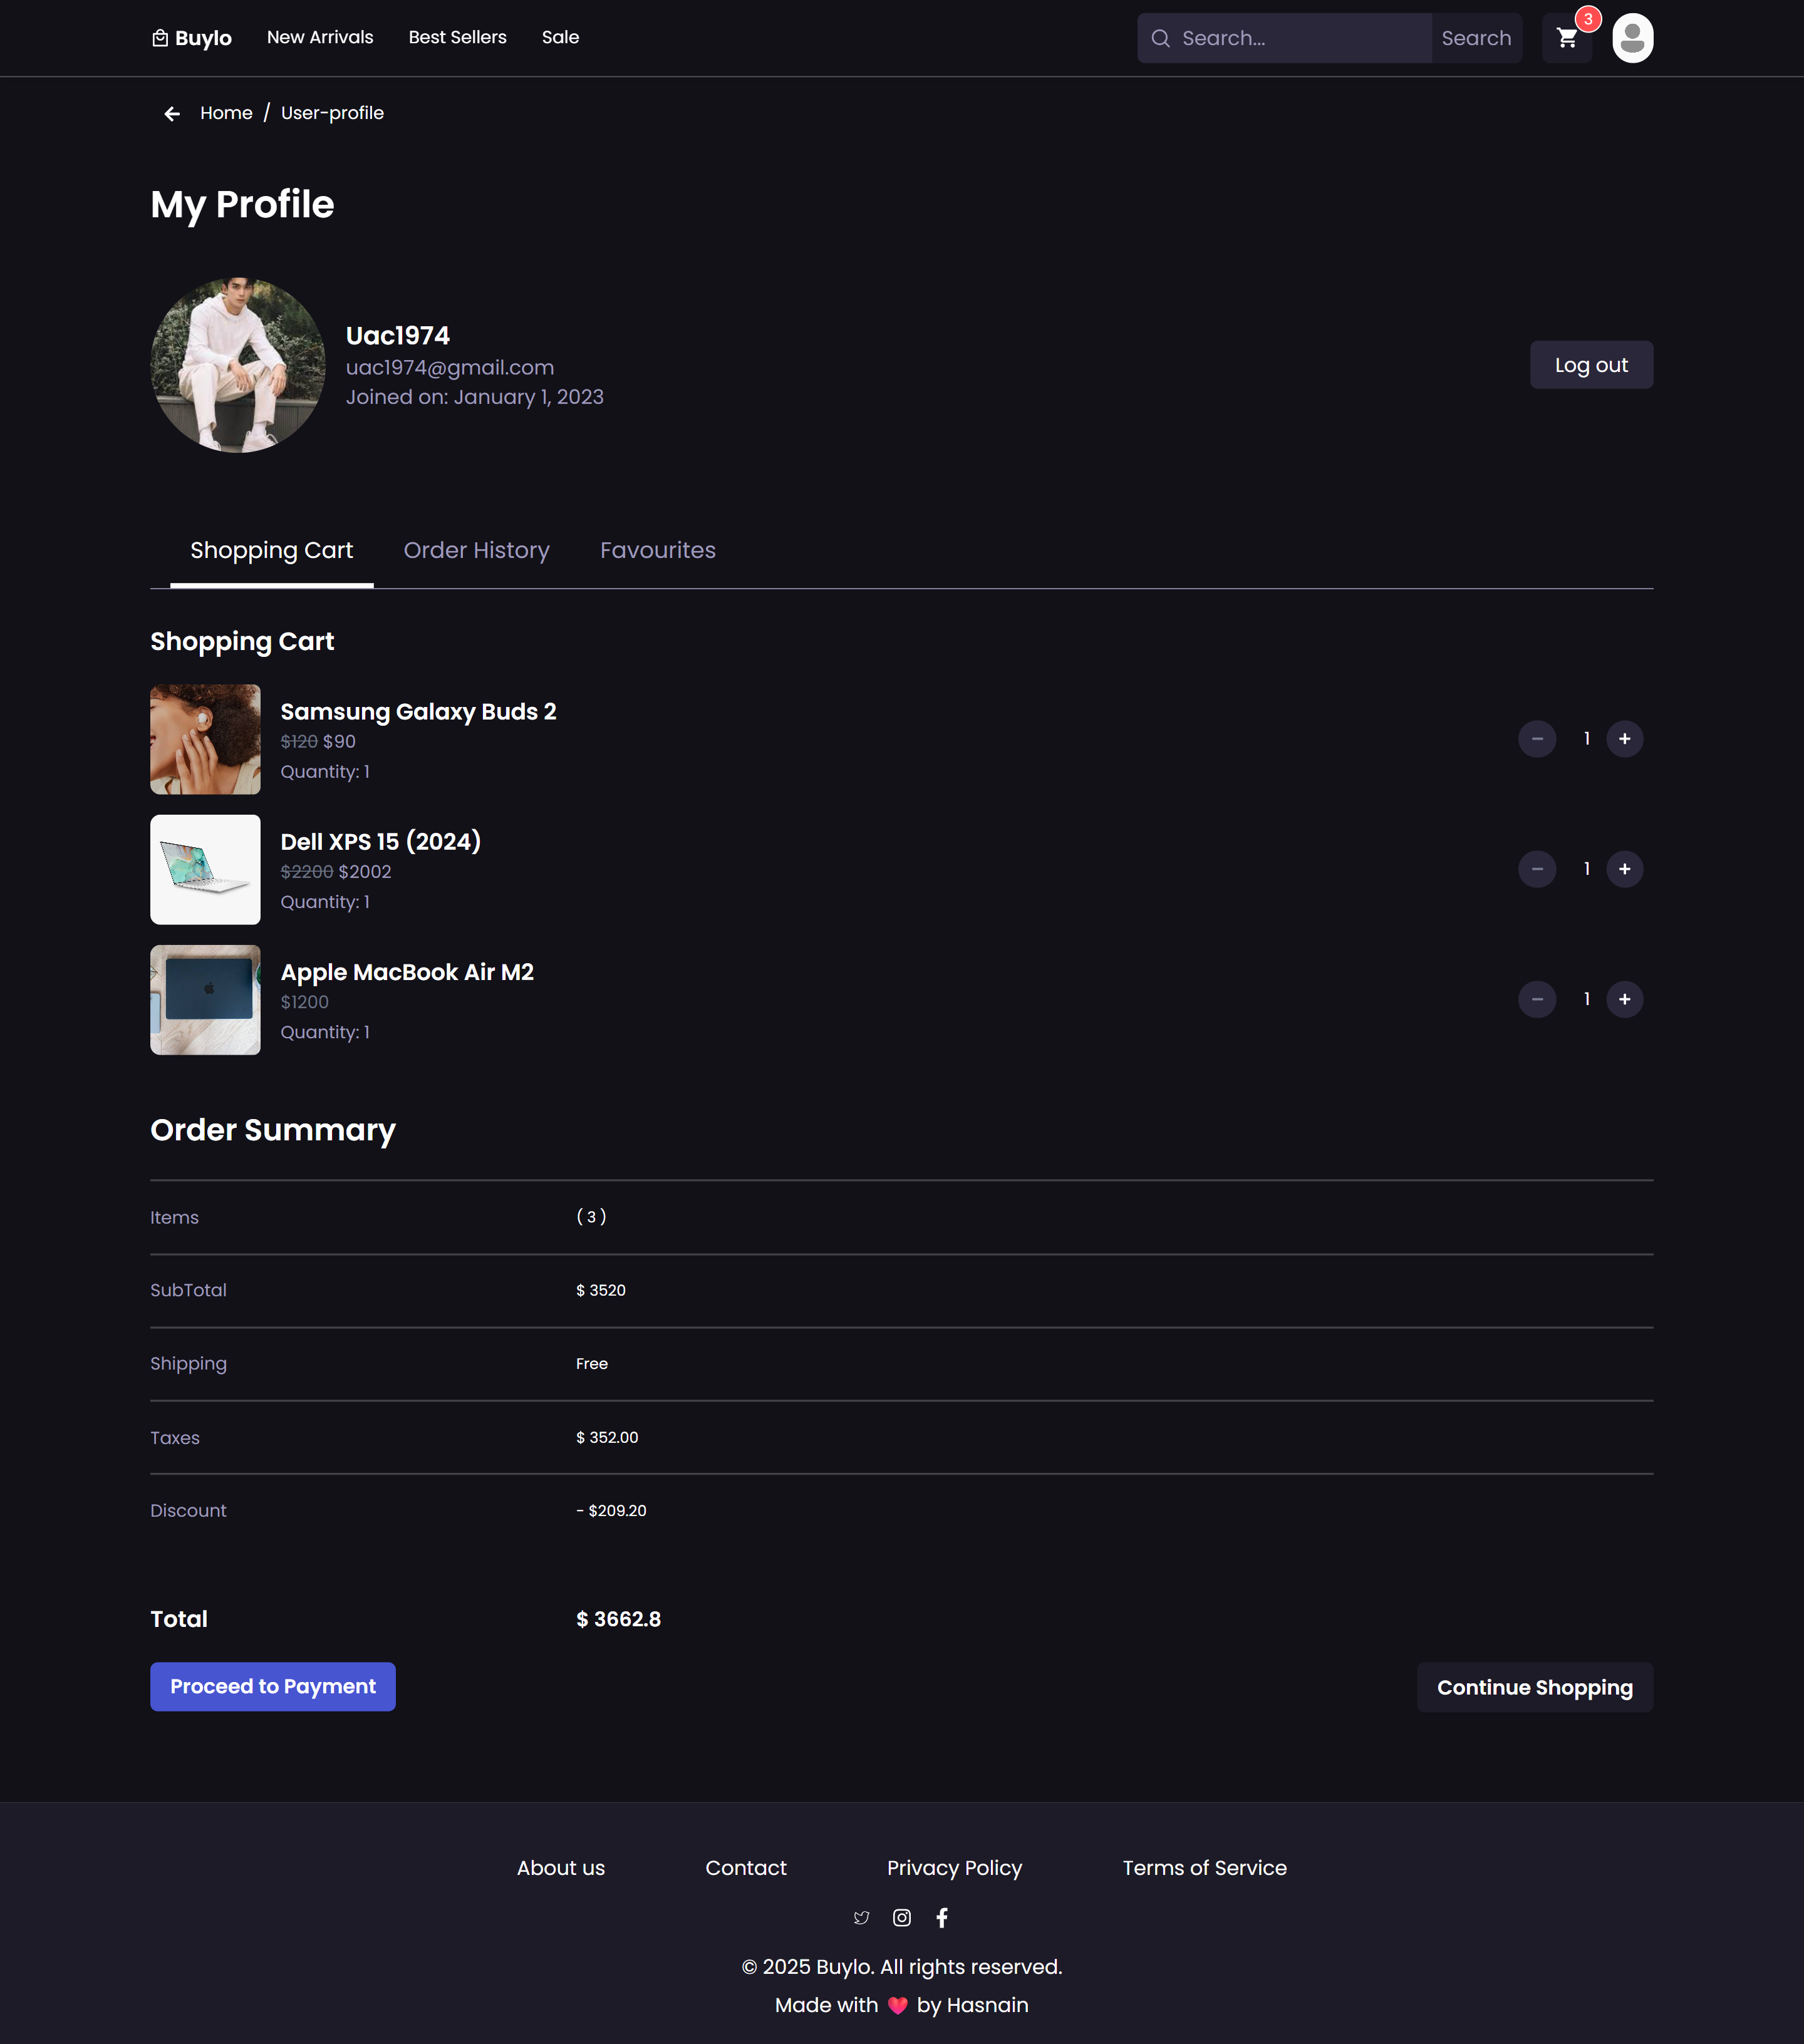 Buylo New Arrivals Best Sellers Sale Search... Search 3
Home / User-profile
My Profile
Uac1974
uac1974@gmail.com
Joined on: January 1, 2023
Log out
Shopping Cart Order History Favourites
Shopping Cart
Samsung Galaxy Buds 2
$120 $90
Quantity: 1
− 1 +
Dell XPS 15 (2024)
$2200 $2002
Quantity: 1
− 1 +
Apple MacBook Air M2
$1200
Quantity: 1
− 1 +
Order Summary
Items ( 3 )
SubTotal $ 3520
Shipping Free
Taxes $ 352.00
Discount - $209.20
Total $ 3662.8
Proceed to Payment Continue Shopping
About us Contact Privacy Policy Terms of Service
© 2025 Buylo. All rights reserved.
Made with ❤️ by Hasnain